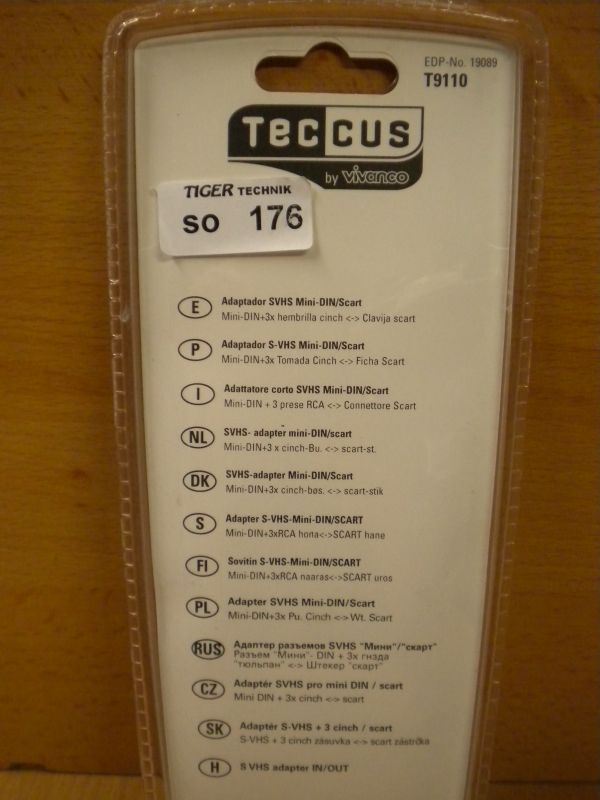 EDP-No. 19089
T9110
Teccus
by vivanco
TIGER TECHNIK
SO 176
E Adaptador SVHS Mini-DIN/Scart
Mini-DIN+3x hembrilla cinch <-> Clavija scart
P Adaptador S-VHS Mini-DIN/Scart
Mini-DIN+3x Tomada Cinch <-> Ficha Scart
I Adattatore corto SVHS Mini-DIN/Scart
Mini-DIN + 3 prese RCA <-> Connettore Scart
NL SVHS- adapter mini-DIN/scart
Mini-DIN+3 x cinch-Bu. <-> scart-st.
DK SVHS-adapter Mini-DIN/Scart
Mini-DIN+3x cinch-bøs. <-> scart-stik
S Adapter S-VHS-Mini-DIN/SCART
Mini-DIN+3xRCA hona<->SCART hane
FI Sovitin S-VHS-Mini-DIN/SCART
Mini-DIN+3xRCA naaras<->SCART uros
PL Adapter SVHS Mini-DIN/Scart
Mini-DIN+3x Pu. Cinch <-> Wt. Scart
RUS Адаптер разъемов SVHS "Мини"/"скарт"
Разъем "Мини"- DIN + 3x гнзда
"тюльпан" <-> Штекер "скарт"
CZ Adaptér SVHS pro mini DIN / scart
Mini DIN + 3x cinch <-> scart
SK Adaptér S-VHS + 3 cinch / scart
S-VHS + 3 cinch zásuvka <-> scart zástrčka
H S VHS adapter IN/OUT